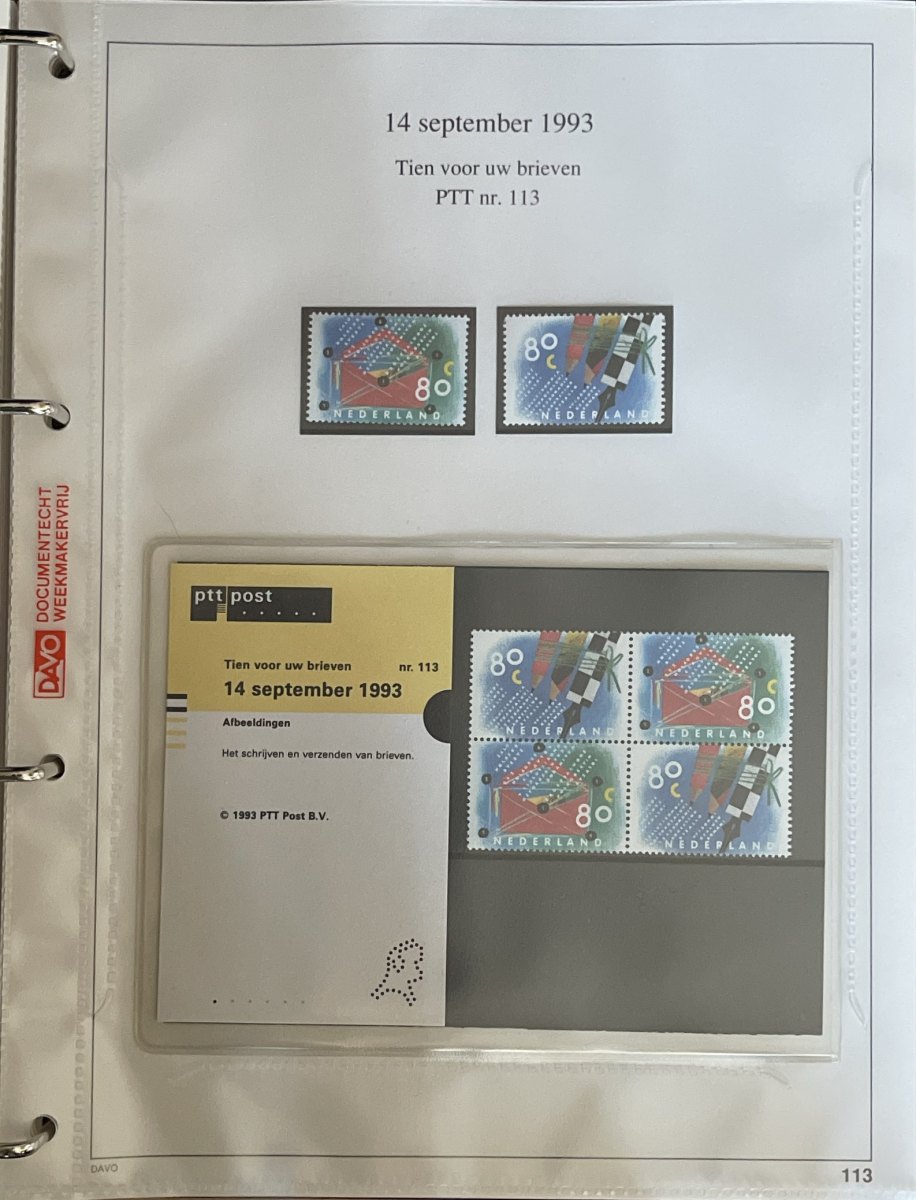 14 september 1993
Tien voor uw brieven
PTT nr. 113
80
NEDERLAND
80
NEDERLAND
DAVO DOCUMENTECHT
WEEKMAKERVRIJ
ptt post
Tien voor uw brieven nr. 113
14 september 1993
Afbeeldingen
Het schrijven en verzenden van brieven.
© 1993 PTT Post B.V.
80
NEDERLAND
80
NEDERLAND
80
NEDERLAND
80
NEDERLAND
DAVO
113